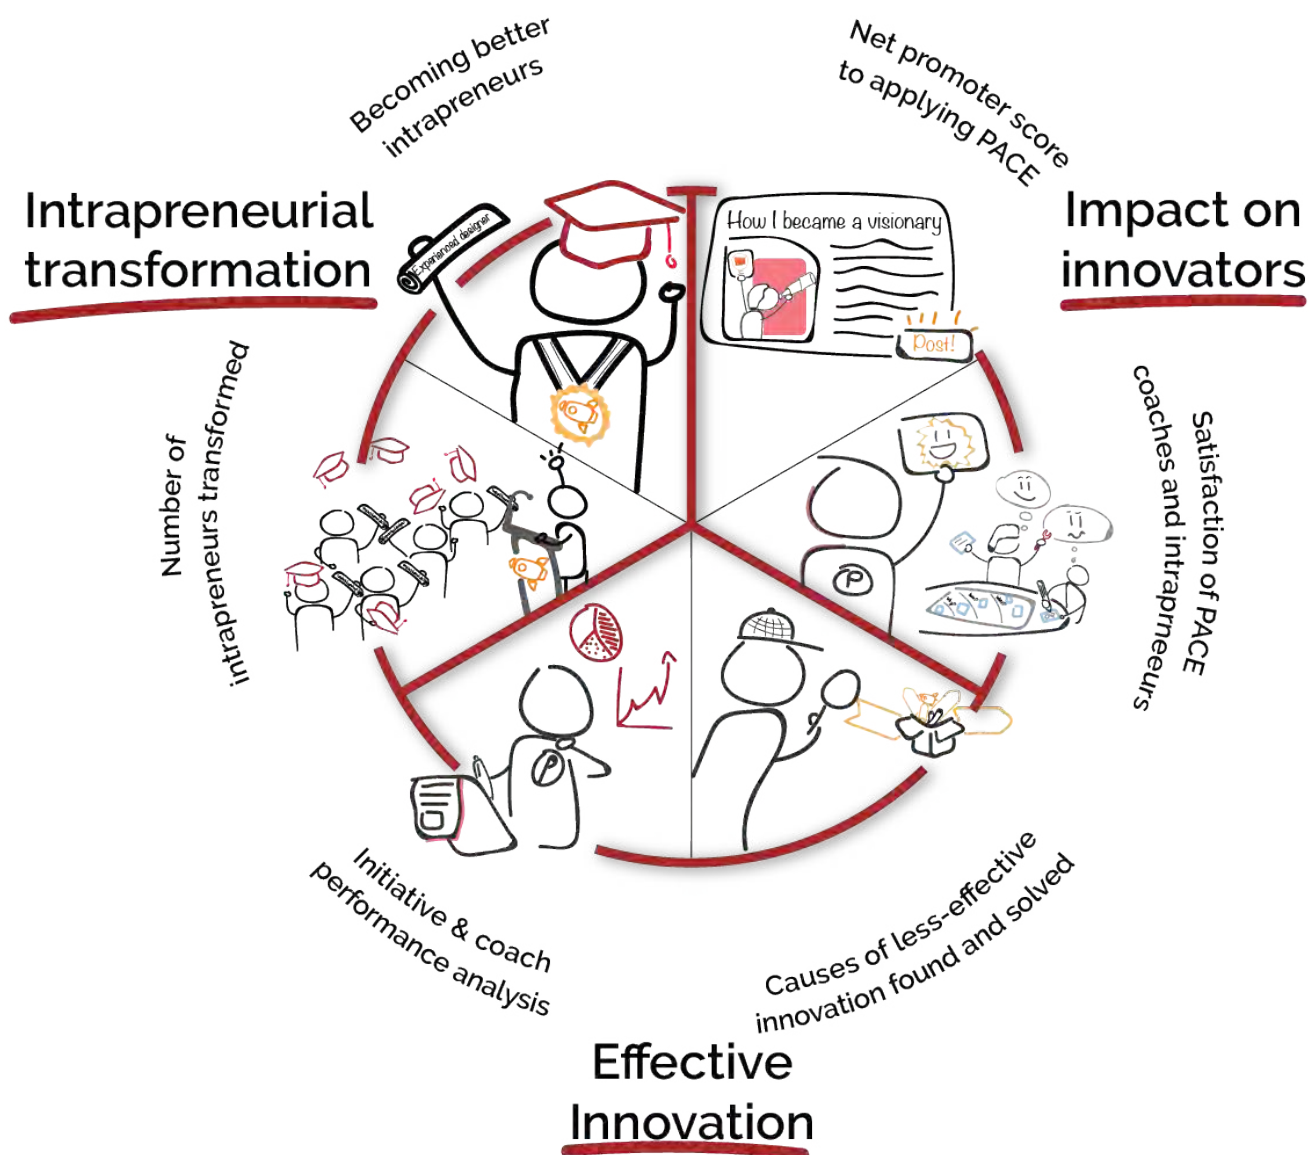 Becoming better
intrapreneurs
Net promoter score
to applying PACE
Intrapreneurial
transformation
Impact on
innovators
Experienced designer
How I became a visionary
Post!
Number of
intrapreneurs transformed
Satisfaction of PACE
coaches and intraprneeurs
P
P
Initiative & coach
performance analysis
Causes of less-effective
innovation found and solved
Effective
Innovation